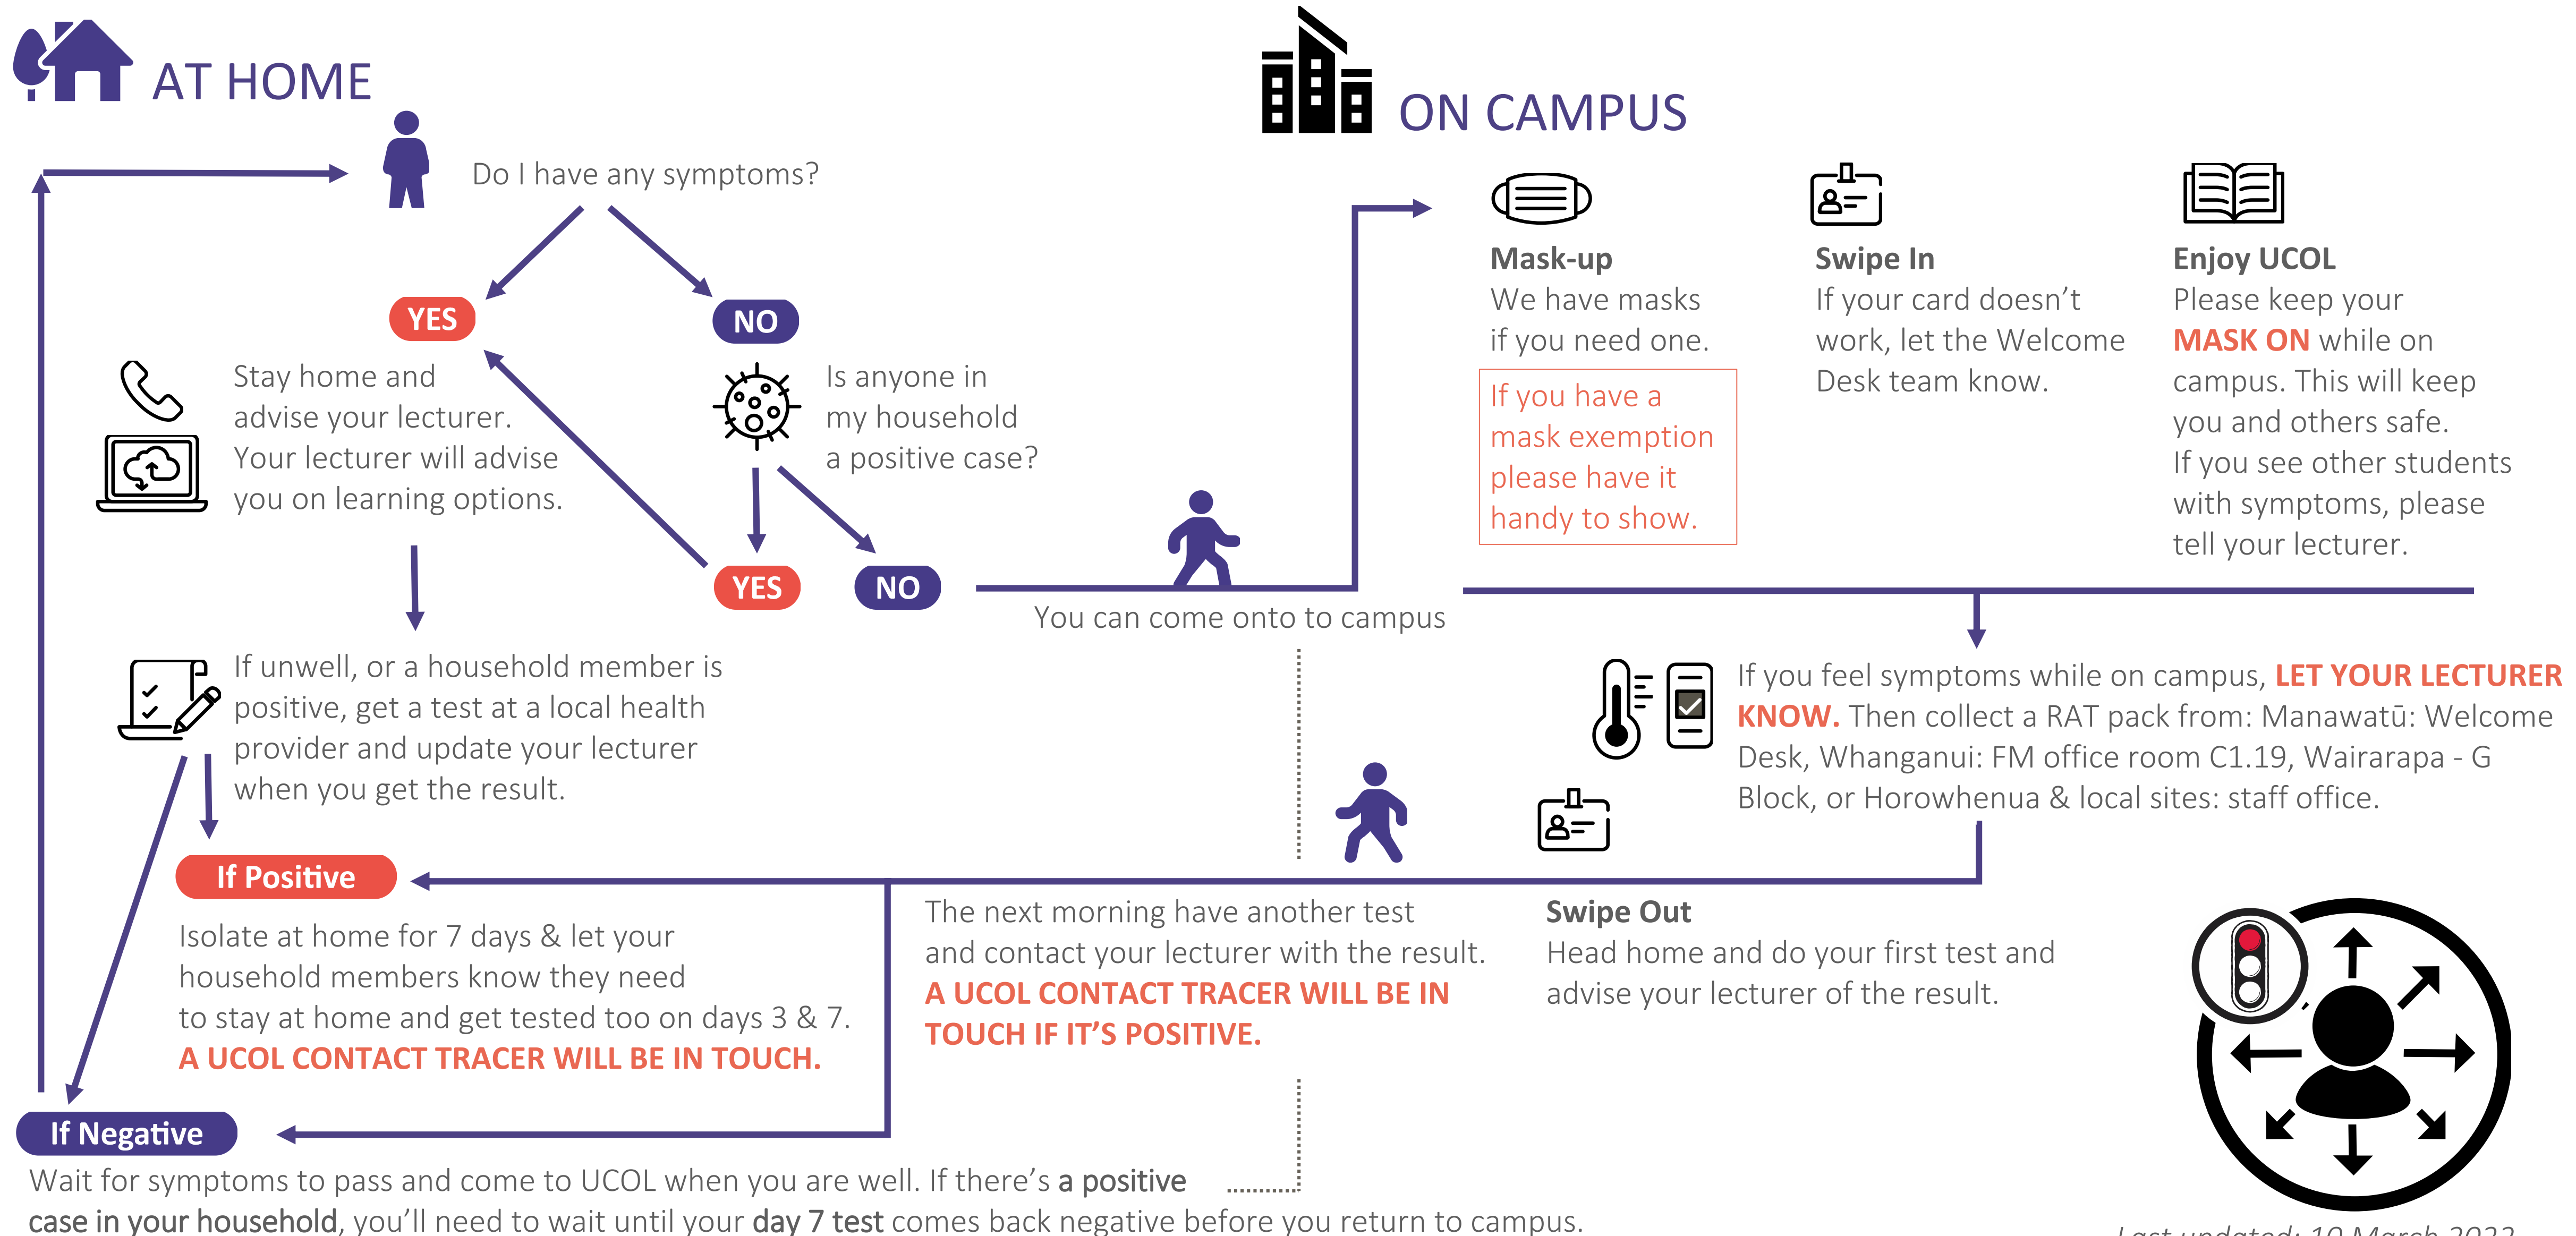 AT HOME
Do I have any symptoms?
YES
NO
Stay home and
advise your lecturer.
Your lecturer will advise
you on learning options.
Is anyone in
my household
a positive case?
YES
NO
If unwell, or a household member is
positive, get a test at a local health
provider and update your lecturer
when you get the result.
You can come onto to campus
ON CAMPUS
Mask-up
We have masks
if you need one.
If you have a
mask exemption
please have it
handy to show.
Swipe In
If your card doesn't
work, let the Welcome
Desk team know.
Enjoy UCOL
Please keep your
MASK ON while on
campus. This will keep
you and others safe.
If you see other students
with symptoms, please
tell your lecturer.
If you feel symptoms while on campus, LET YOUR LECTURER
KNOW. Then collect a RAT pack from: Manawatū: Welcome
Desk, Whanganui: FM office room C1.19, Wairarapa - G
Block, or Horowhenua & local sites: staff office.
Swipe Out
Head home and do your first test and
advise your lecturer of the result.
The next morning have another test
and contact your lecturer with the result.
A UCOL CONTACT TRACER WILL BE IN
TOUCH IF IT'S POSITIVE.
If Positive
Isolate at home for 7 days & let your
household members know they need
to stay at home and get tested too on days 3 & 7.
A UCOL CONTACT TRACER WILL BE IN TOUCH.
If Negative
Wait for symptoms to pass and come to UCOL when you are well. If there's a positive
case in your household, you'll need to wait until your day 7 test comes back negative before you return to campus.
Last updated: 10 March 2022